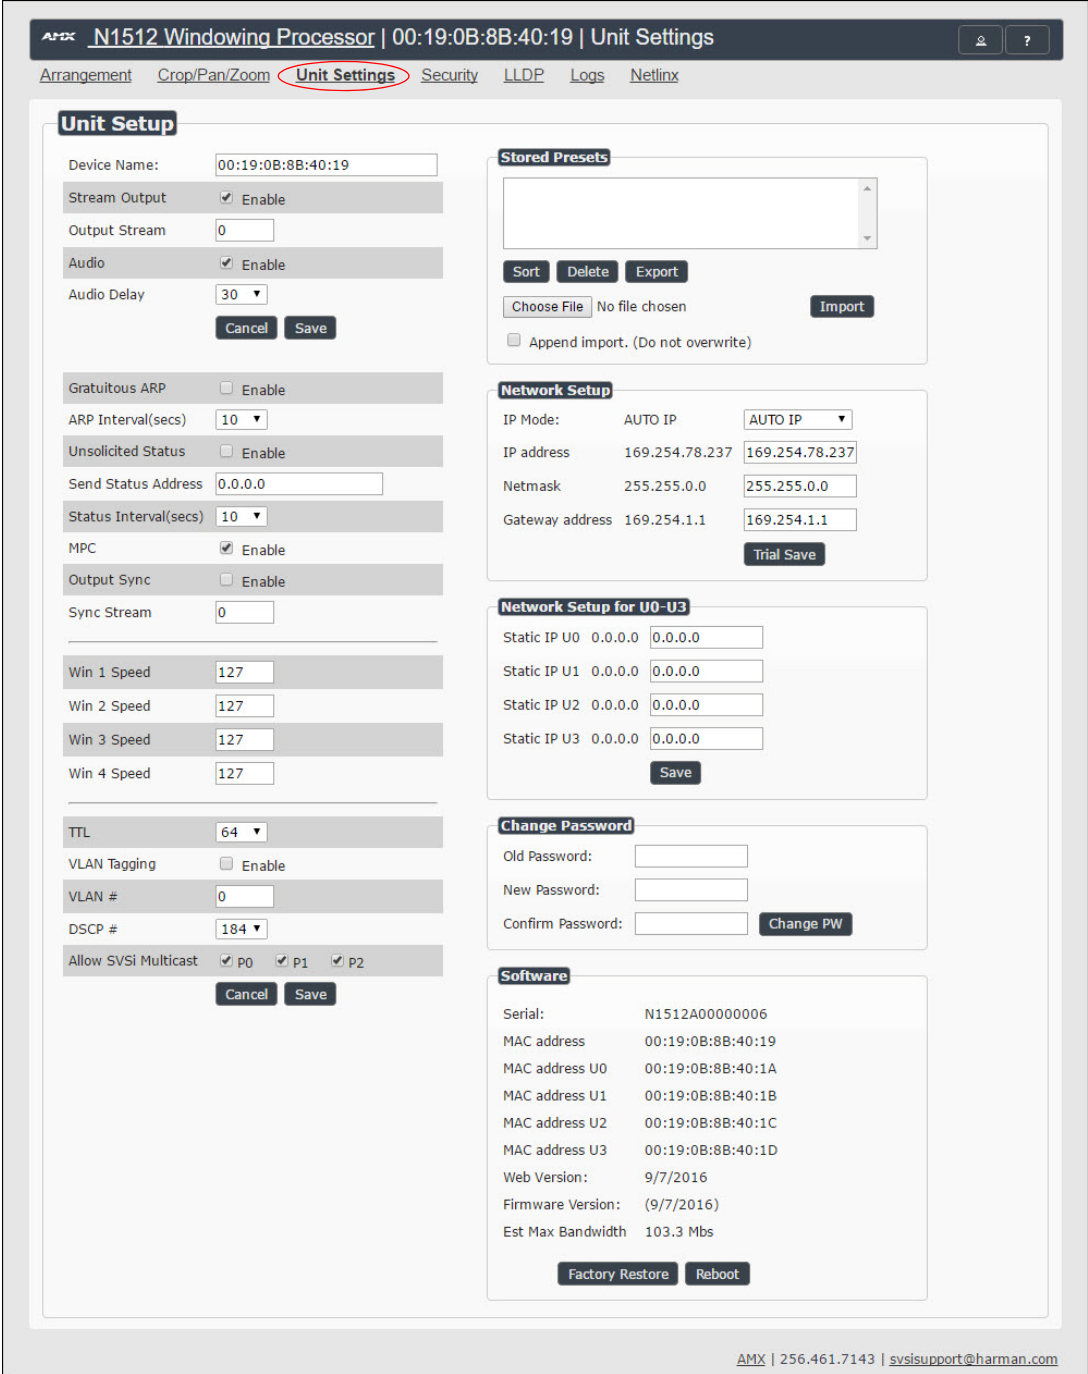 AMX N1512 Windowing Processor | 00:19:0B:8B:40:19 | Unit Settings
?
Arrangement Crop/Pan/Zoom Unit Settings Security LLDP Logs Netlinx
Unit Setup
Device Name: 00:19:0B:8B:40:19
Stream Output Enable
Output Stream 0
Audio Enable
Audio Delay 30
Cancel Save
Gratuitous ARP Enable
ARP Interval(secs) 10
Unsolicited Status Enable
Send Status Address 0.0.0.0
Status Interval(secs) 10
MPC Enable
Output Sync Enable
Sync Stream 0
Win 1 Speed 127
Win 2 Speed 127
Win 3 Speed 127
Win 4 Speed 127
TTL 64
VLAN Tagging Enable
VLAN # 0
DSCP # 184
Allow SVSi Multicast P0 P1 P2
Cancel Save
Stored Presets
Sort Delete Export
Choose File No file chosen Import
Append import. (Do not overwrite)
Network Setup
IP Mode: AUTO IP AUTO IP
IP address 169.254.78.237 169.254.78.237
Netmask 255.255.0.0 255.255.0.0
Gateway address 169.254.1.1 169.254.1.1
Trial Save
Network Setup for U0-U3
Static IP U0 0.0.0.0 0.0.0.0
Static IP U1 0.0.0.0 0.0.0.0
Static IP U2 0.0.0.0 0.0.0.0
Static IP U3 0.0.0.0 0.0.0.0
Save
Change Password
Old Password:
New Password:
Confirm Password: Change PW
Software
Serial: N1512A00000006
MAC address 00:19:0B:8B:40:19
MAC address U0 00:19:0B:8B:40:1A
MAC address U1 00:19:0B:8B:40:1B
MAC address U2 00:19:0B:8B:40:1C
MAC address U3 00:19:0B:8B:40:1D
Web Version: 9/7/2016
Firmware Version: (9/7/2016)
Est Max Bandwidth 103.3 Mbs
Factory Restore Reboot
AMX | 256.461.7143 | svsisupport@harman.com